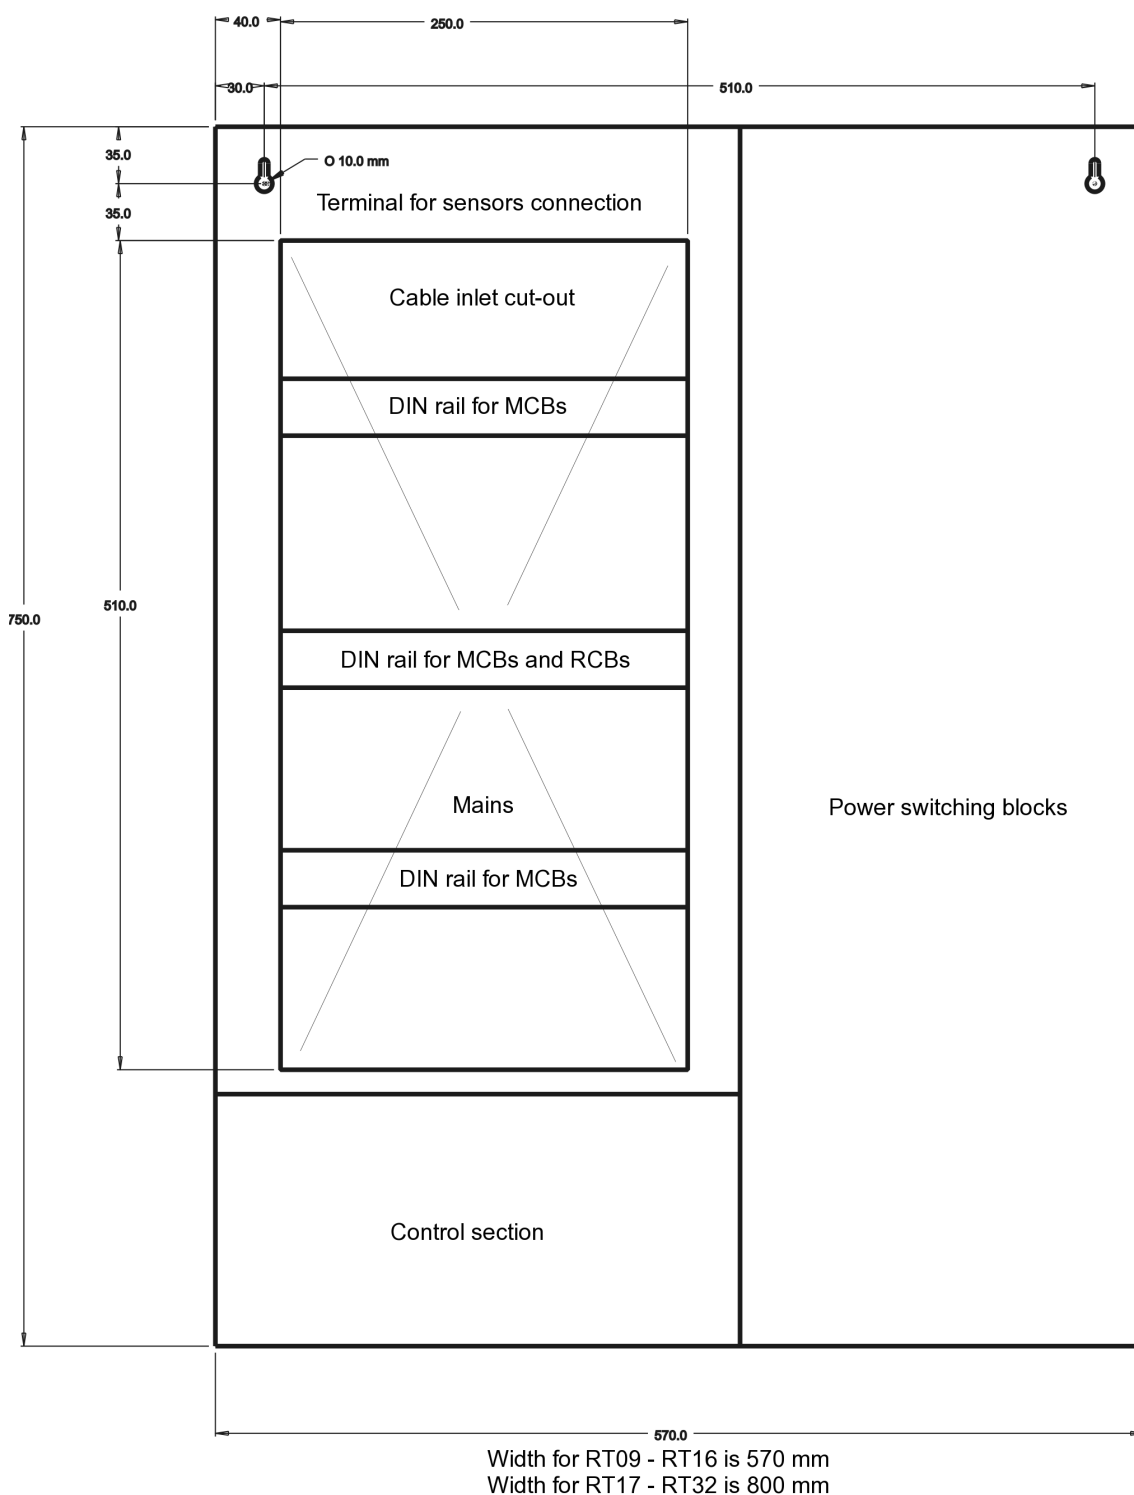 40.0
250.0
30.0
510.0
35.0
O 10.0 mm
35.0
Terminal for sensors connection
Cable inlet cut-out
DIN rail for MCBs
510.0
750.0
DIN rail for MCBs and RCBs
Mains
Power switching blocks
DIN rail for MCBs
Control section
570.0
Width for RT09 - RT16 is 570 mm
Width for RT17 - RT32 is 800 mm